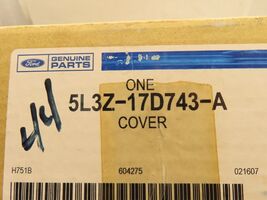 Ford GENUINE PARTS
ONE
5L3Z-17D743-A
COVER
44
H751B 604275 021607